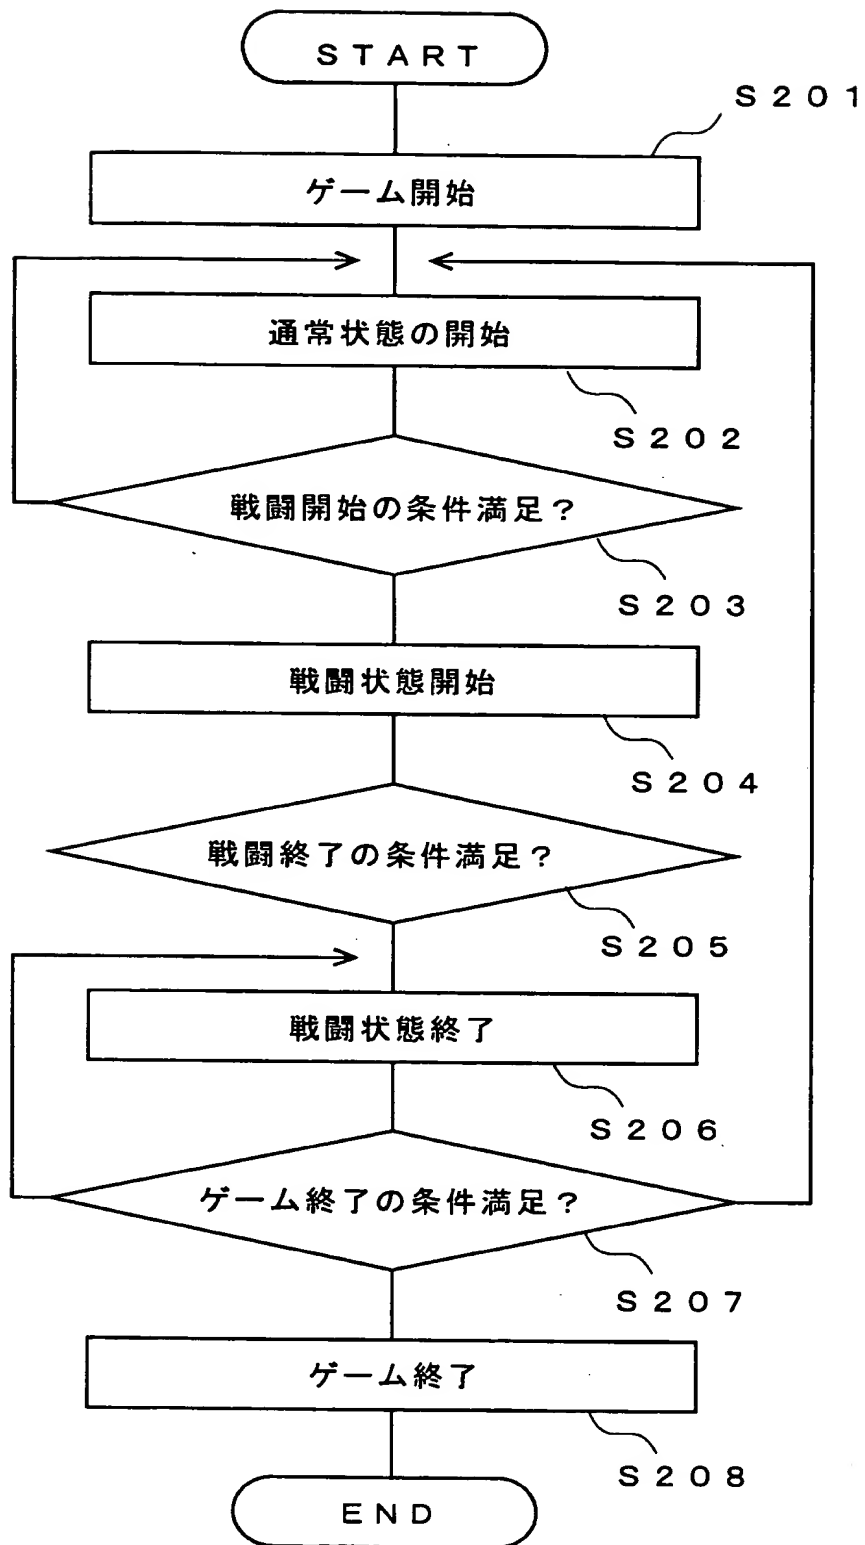 ＳＴＡＲＴ
Ｓ２０１
ゲーム開始
通常状態の開始
Ｓ２０２
戦闘開始の条件満足？
Ｓ２０３
戦闘状態開始
Ｓ２０４
戦闘終了の条件満足？
Ｓ２０５
戦闘状態終了
Ｓ２０６
ゲーム終了の条件満足？
Ｓ２０７
ゲーム終了
Ｓ２０８
ＥＮＤ